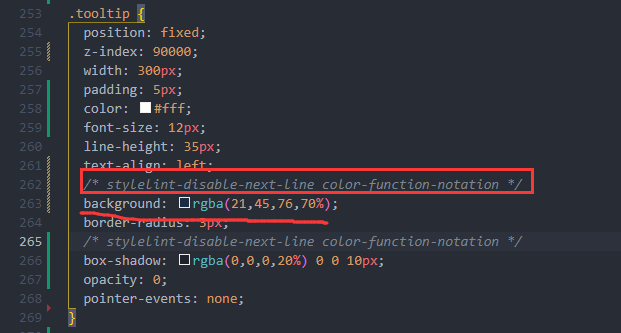 253 .tooltip {
254 position: fixed;
255 z-index: 90000;
256 width: 300px;
257 padding: 5px;
258 color: #fff;
259 font-size: 12px;
260 line-height: 35px;
261 text-align: left;
262 /* stylelint-disable-next-line color-function-notation */
263 background: rgba(21,45,76,70%);
264 border-radius: 3px;
265 /* stylelint-disable-next-line color-function-notation */
266 box-shadow: rgba(0,0,0,20%) 0 0 10px;
267 opacity: 0;
268 pointer-events: none;
269 }